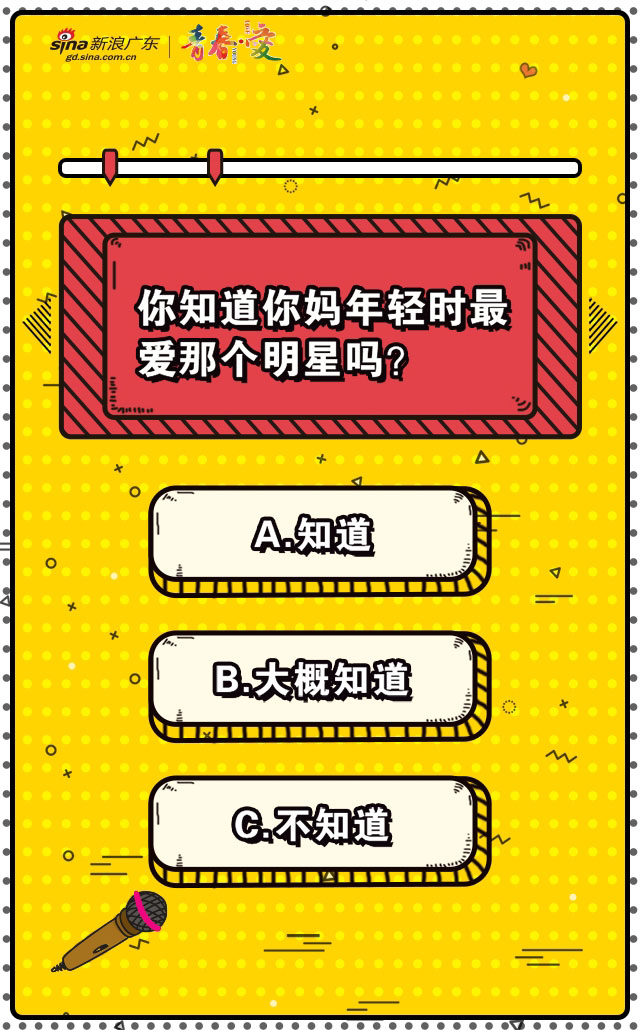 sina新浪广东
gd.sina.com.cn
青春·爱
你知道你妈年轻时最
爱那个明星吗?
A.知道
B.大概知道
C.不知道